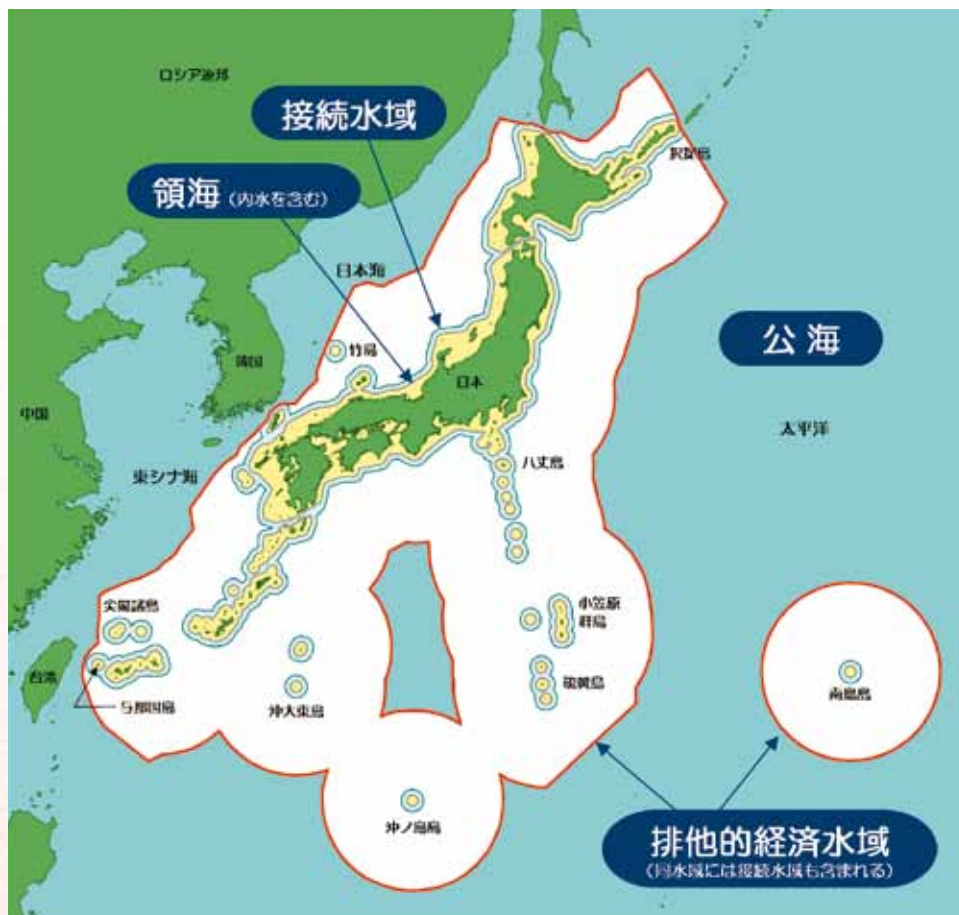 ロシア連邦
接続水域
択捉島
領海（内水を含む）
日本海
公海
竹島
韓国
日本
中国
太平洋
八丈島
東シナ海
尖閣諸島
小笠原
群島
台湾
硫黄島
南鳥島
与那国島
沖大東島
沖ノ鳥島
排他的経済水域
（同水域には接続水域も含まれる）